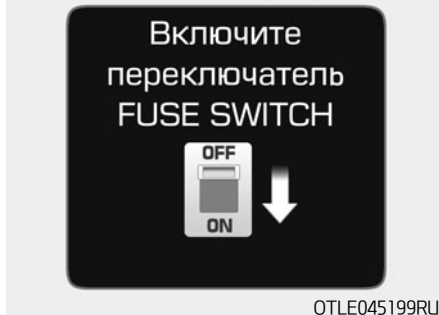 Включите
переключатель
FUSE SWITCH
OFF
ON
OTLE045199RU